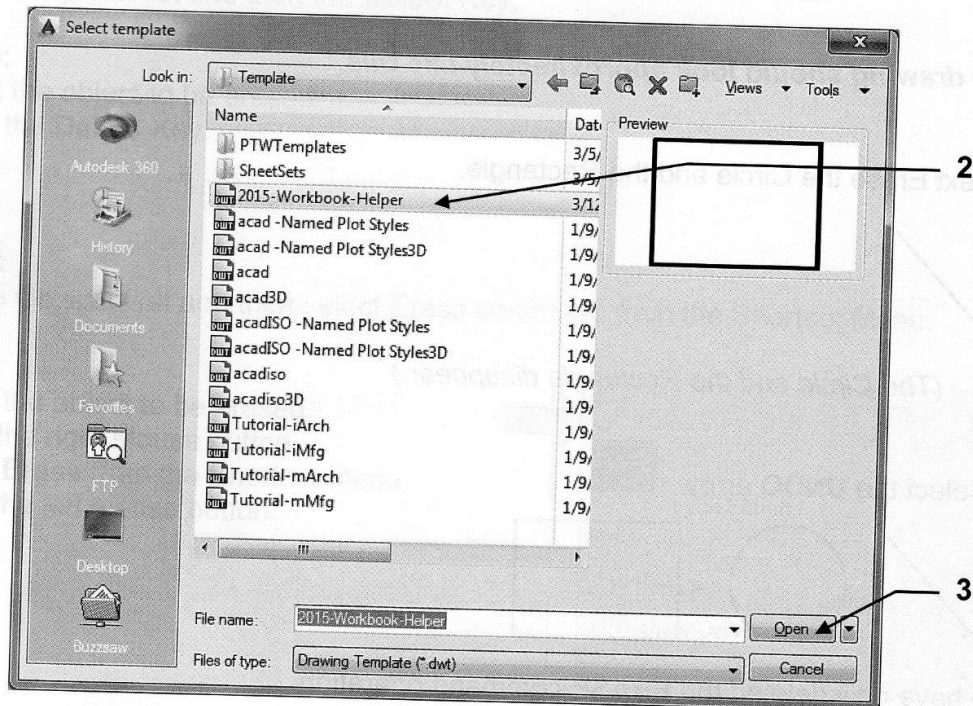 Select template
Look in: Template Views Tools
Name Date Preview
PTWTemplates 3/5/
SheetSets 3/5/
2015-Workbook-Helper 3/12
2
acad -Named Plot Styles 1/9/
acad -Named Plot Styles3D 1/9/
acad 1/9/
acad3D 1/9/
acadISO -Named Plot Styles 1/9/
acadISO -Named Plot Styles3D 1/9/
acadiso 1/9/
acadiso3D 1/9/
Tutorial-iArch 1/9/
Tutorial-iMfg 1/9/
Tutorial-mArch 1/9/
Tutorial-mMfg 1/9/
Autodesk 360
History
Documents
Favorites
FTP
Desktop
Buzzsaw
File name: 2015-Workbook-Helper Open
3
Files of type: Drawing Template (*.dwt) Cancel